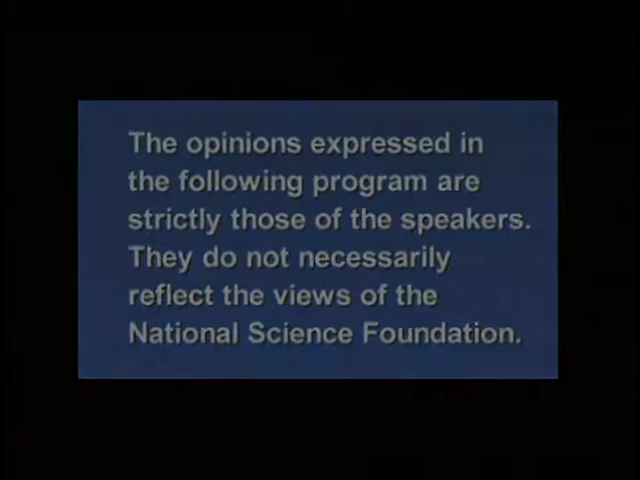 The opinions expressed in
the following program are
strictly those of the speakers.
They do not necessarily
reflect the views of the
National Science Foundation.